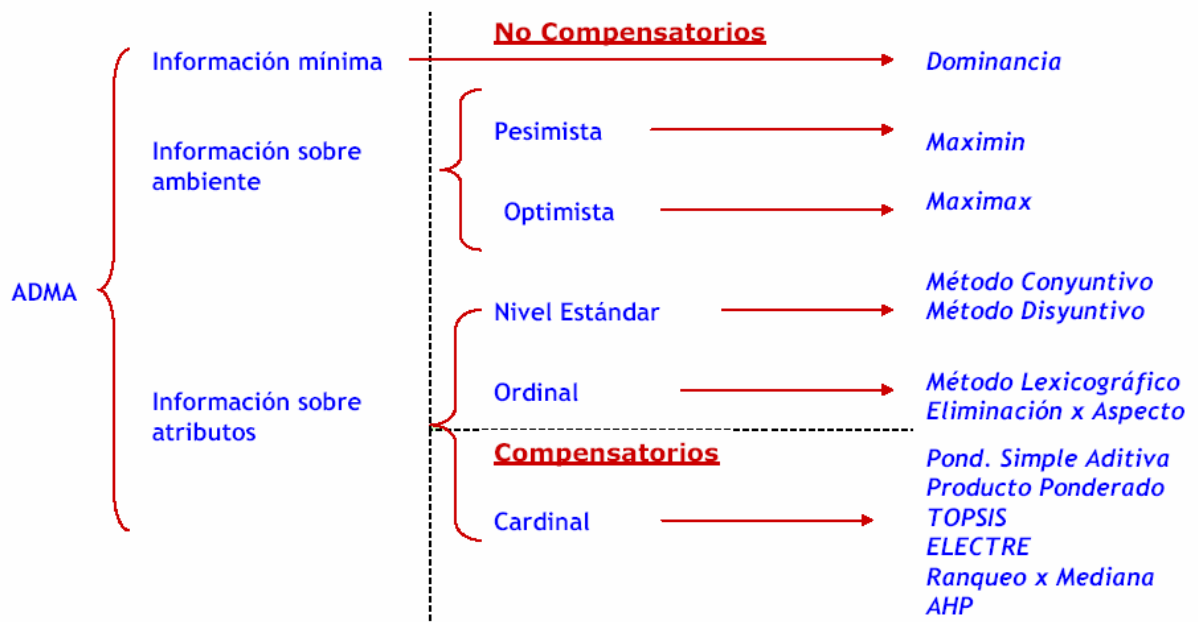 No Compensatorios
Información mínima
Dominancia
Información sobre
ambiente
Pesimista
Maximin
Optimista
Maximax
ADMA
Nivel Estándar
Método Conyuntivo
Método Disyuntivo
Información sobre
atributos
Ordinal
Método Lexicográfico
Eliminación x Aspecto
Compensatorios
Cardinal
Pond. Simple Aditiva
Producto Ponderado
TOPSIS
ELECTRE
Ranqueo x Mediana
AHP